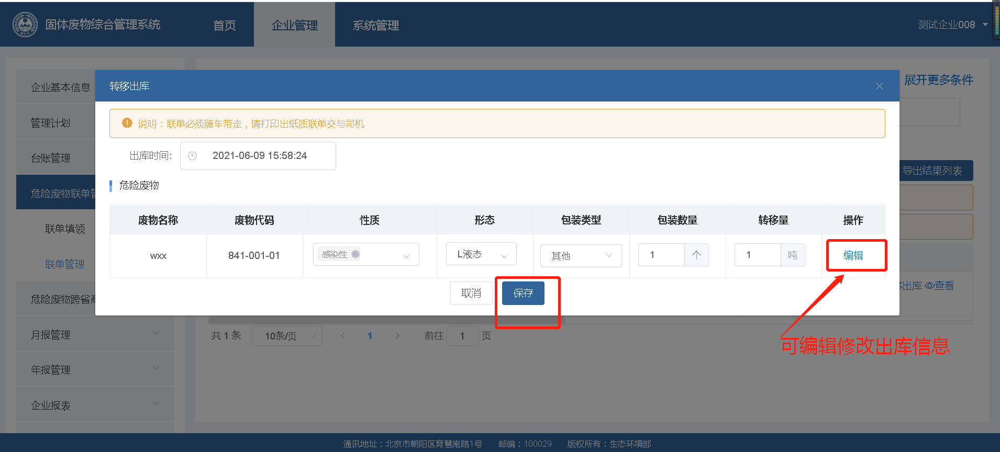 固体废物综合管理系统
首页
企业管理
系统管理
测试企业008
企业基本信息
管理计划
台账管理
危险废物联单管
联单填领
联单管理
危险废物跨省商
月报管理
年报管理
企业报表
展开更多条件
导出结果列表
转移出库
说明：联单必须随车带走，请打印出纸质联单交与司机
出库时间: 2021-06-09 15:58:24
危险废物
废物名称 废物代码 性质 形态 包装类型 包装数量 转移量 操作
wxx 841-001-01 感染性 L液态 其他 1 个 1 吨 编辑
取消 保存
出库 查看
共 1 条 10条/页 1 前往 1 页
可编辑修改出库信息
通讯地址：北京市朝阳区育慧南路1号 邮编：100029 版权所有：生态环境部